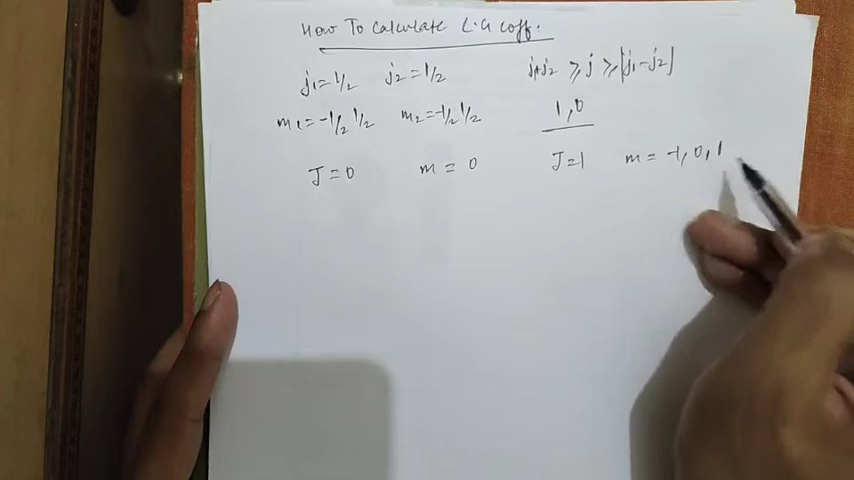 How To Calculate C.G coff.
j₁=1/2 j₂=1/2 j₁+j₂ ≥ j ≥ |j₁-j₂|
m₁=-1/2 1/2 m₂=-1/2 1/2 1,0
J=0 m=0 J=1 m=-1,0,1